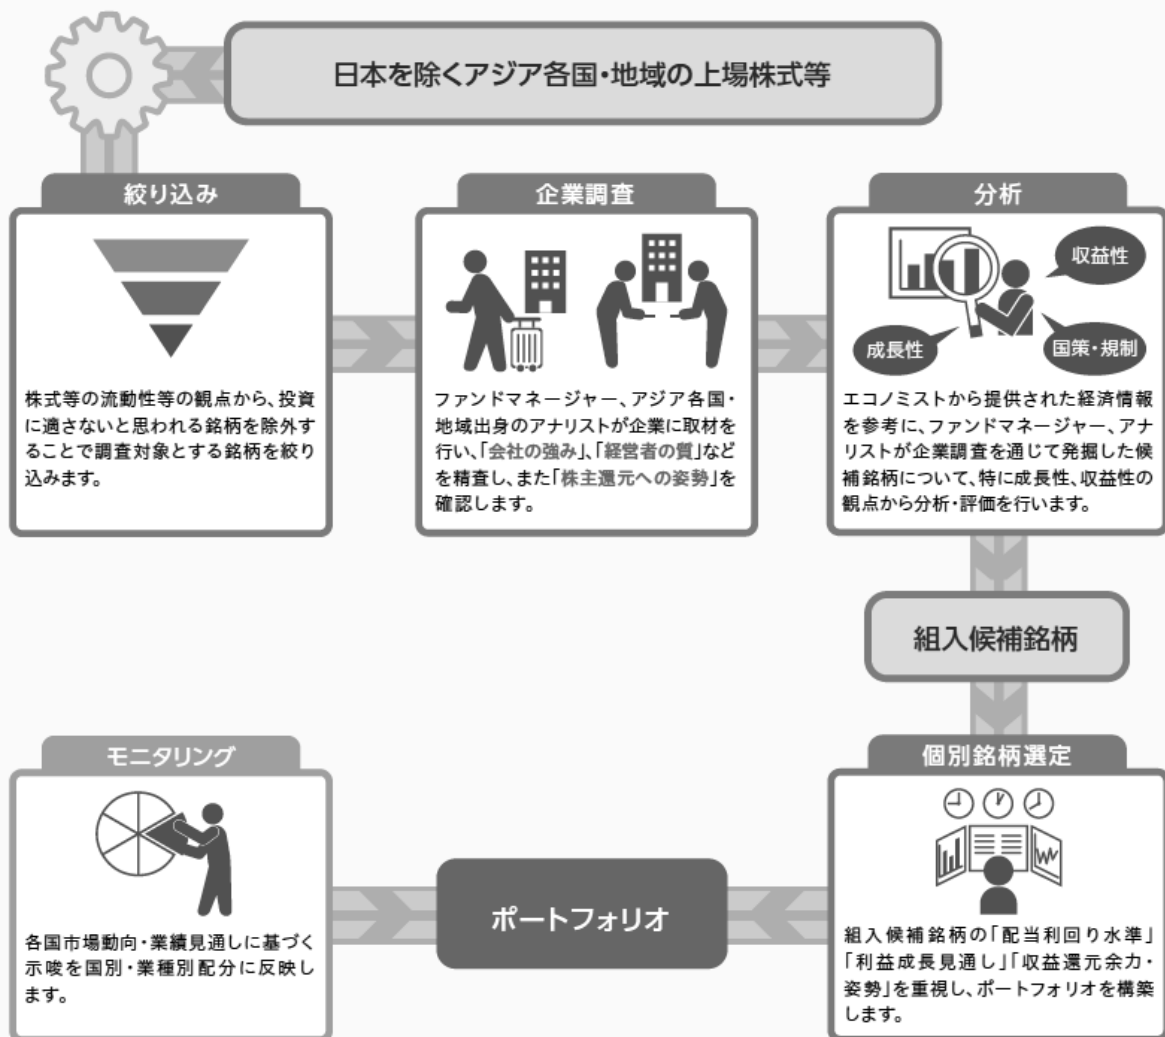 日本を除くアジア各国・地域の上場株式等
絞り込み
株式等の流動性等の観点から、投資
に適さないと思われる銘柄を除外す
ることで調査対象とする銘柄を絞り
込みます。
企業調査
ファンドマネージャー、アジア各国・
地域出身のアナリストが企業に取材を
行い、「会社の強み」、「経営者の質」など
を精査し、また「株主還元への姿勢」を
確認します。
分析
収益性
成長性
国策・規制
エコノミストから提供された経済情報
を参考に、ファンドマネージャー、アナ
リストが企業調査を通じて発掘した候
補銘柄について、特に成長性、収益性の
観点から分析・評価を行います。
組入候補銘柄
個別銘柄選定
組入候補銘柄の「配当利回り水準」
「利益成長見通し」「収益還元余力・
姿勢」を重視し、ポートフォリオを構築
します。
ポートフォリオ
モニタリング
各国市場動向・業績見通しに基づく
示唆を国別・業種別配分に反映し
ます。